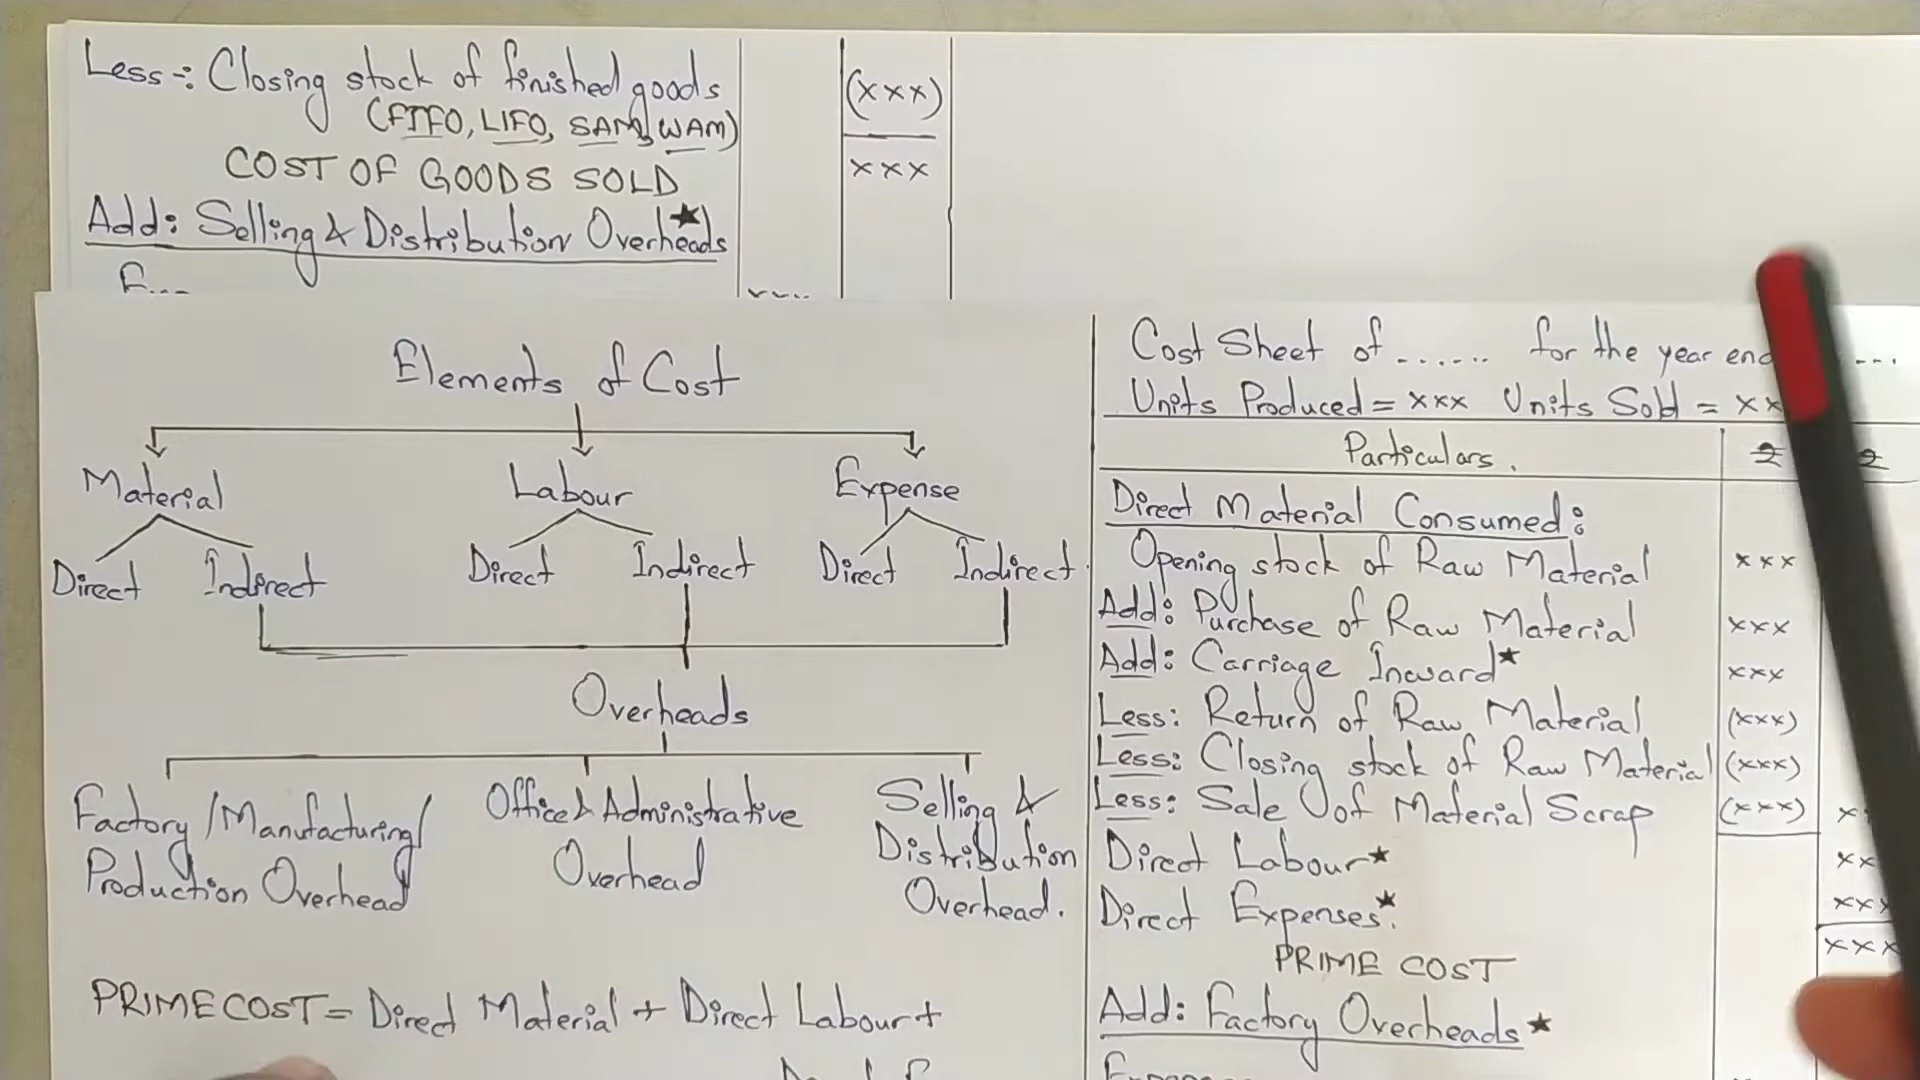 Less:- Closing stock of finished goods (xxx)
(FIFO, LIFO, SAM, WAM)
COST OF GOODS SOLD xxx
Add: Selling & Distribution Overheads★
Elements of Cost
Material Labour Expense
Direct Indirect Direct Indirect Direct Indirect
Overheads
Factory/Manufacturing/ Office & Administrative Selling &
Production Overhead Overhead Distribution
Overhead.
PRIME COST = Direct Material + Direct Labour +
Cost Sheet of ....... for the year
Units Produced = xxx Units Sold = xx
Particulars. ₹ ₹
Direct Material Consumed:
Opening stock of Raw Material xxx
Add: Purchase of Raw Material xxx
Add: Carriage Inward★ xxx
Less: Return of Raw Material (xxx)
Less: Closing stock of Raw Material (xxx)
Less: Sale of Material Scrap (xxx)
Direct Labour★ xx
Direct Expenses★. xxx
PRIME COST xxx
Add: Factory Overheads★